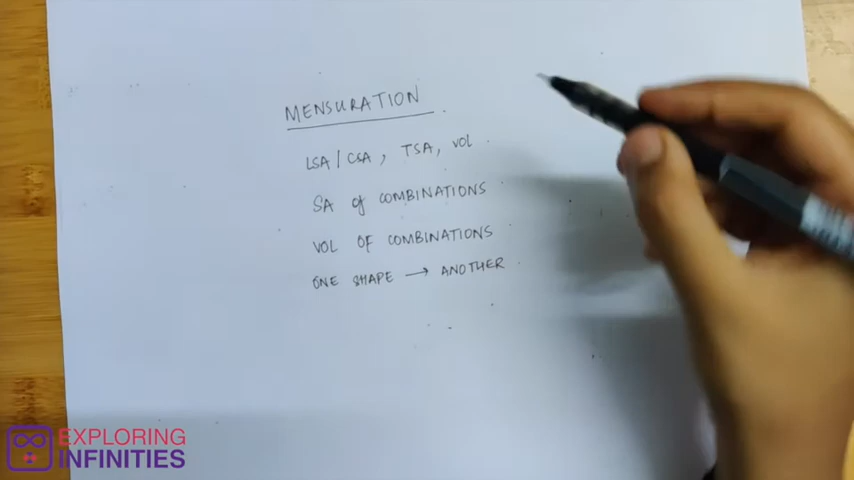 MENSURATION
LSA / CSA, TSA, VOL
SA of COMBINATIONS
VOL OF COMBINATIONS
ONE SHAPE → ANOTHER
EXPLORING
INFINITIES